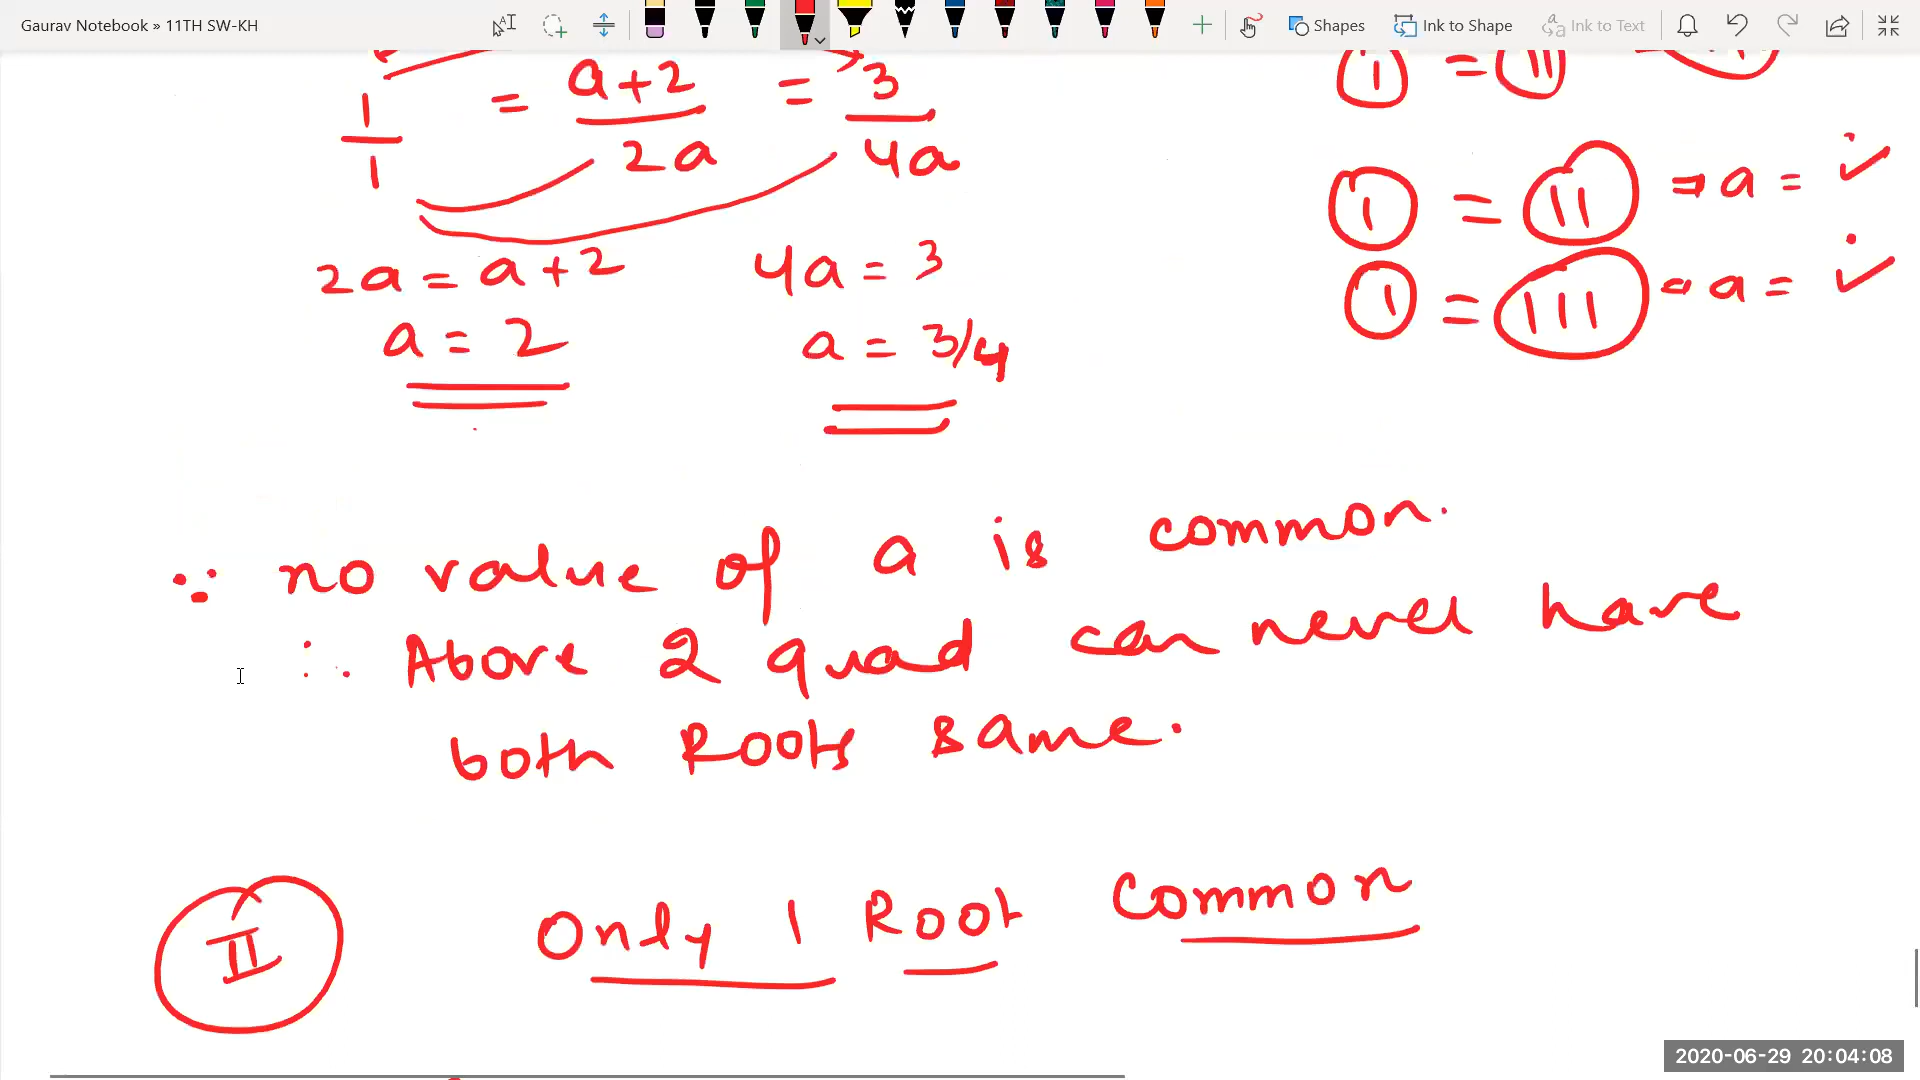 Gaurav Notebook » 11TH SW-KH
Shapes
Ink to Shape
Ink to Text
1/1 = a+2/2a = 3/4a
I = II
I = II ⇒ a = ✓
I = III ⇒ a = ✓
2a = a+2
4a = 3
a = 2
a = 3/4
∵ no value of a is common.
∴ Above 2 quad can never have
both Roots same.
II Only 1 Root Common
2020-06-29 20:04:08